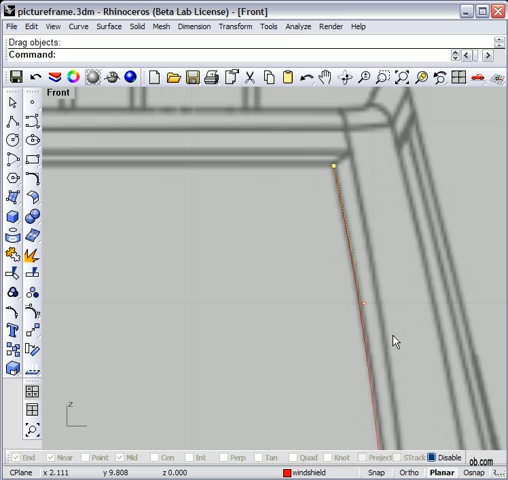 pictureframe.3dm - Rhinoceros (Beta Lab License) - [Front]
File Edit View Curve Surface Solid Mesh Dimension Transform Tools Analyze Render Help
Drag objects:
Command:
Front
z
End Near Point Mid Cen Int Perp Tan Quad Knot Project STrack Disable
ob.com
CPlane x 2.111 y 9.808 z 0.000 windshield Snap Ortho Planar Osnap R...